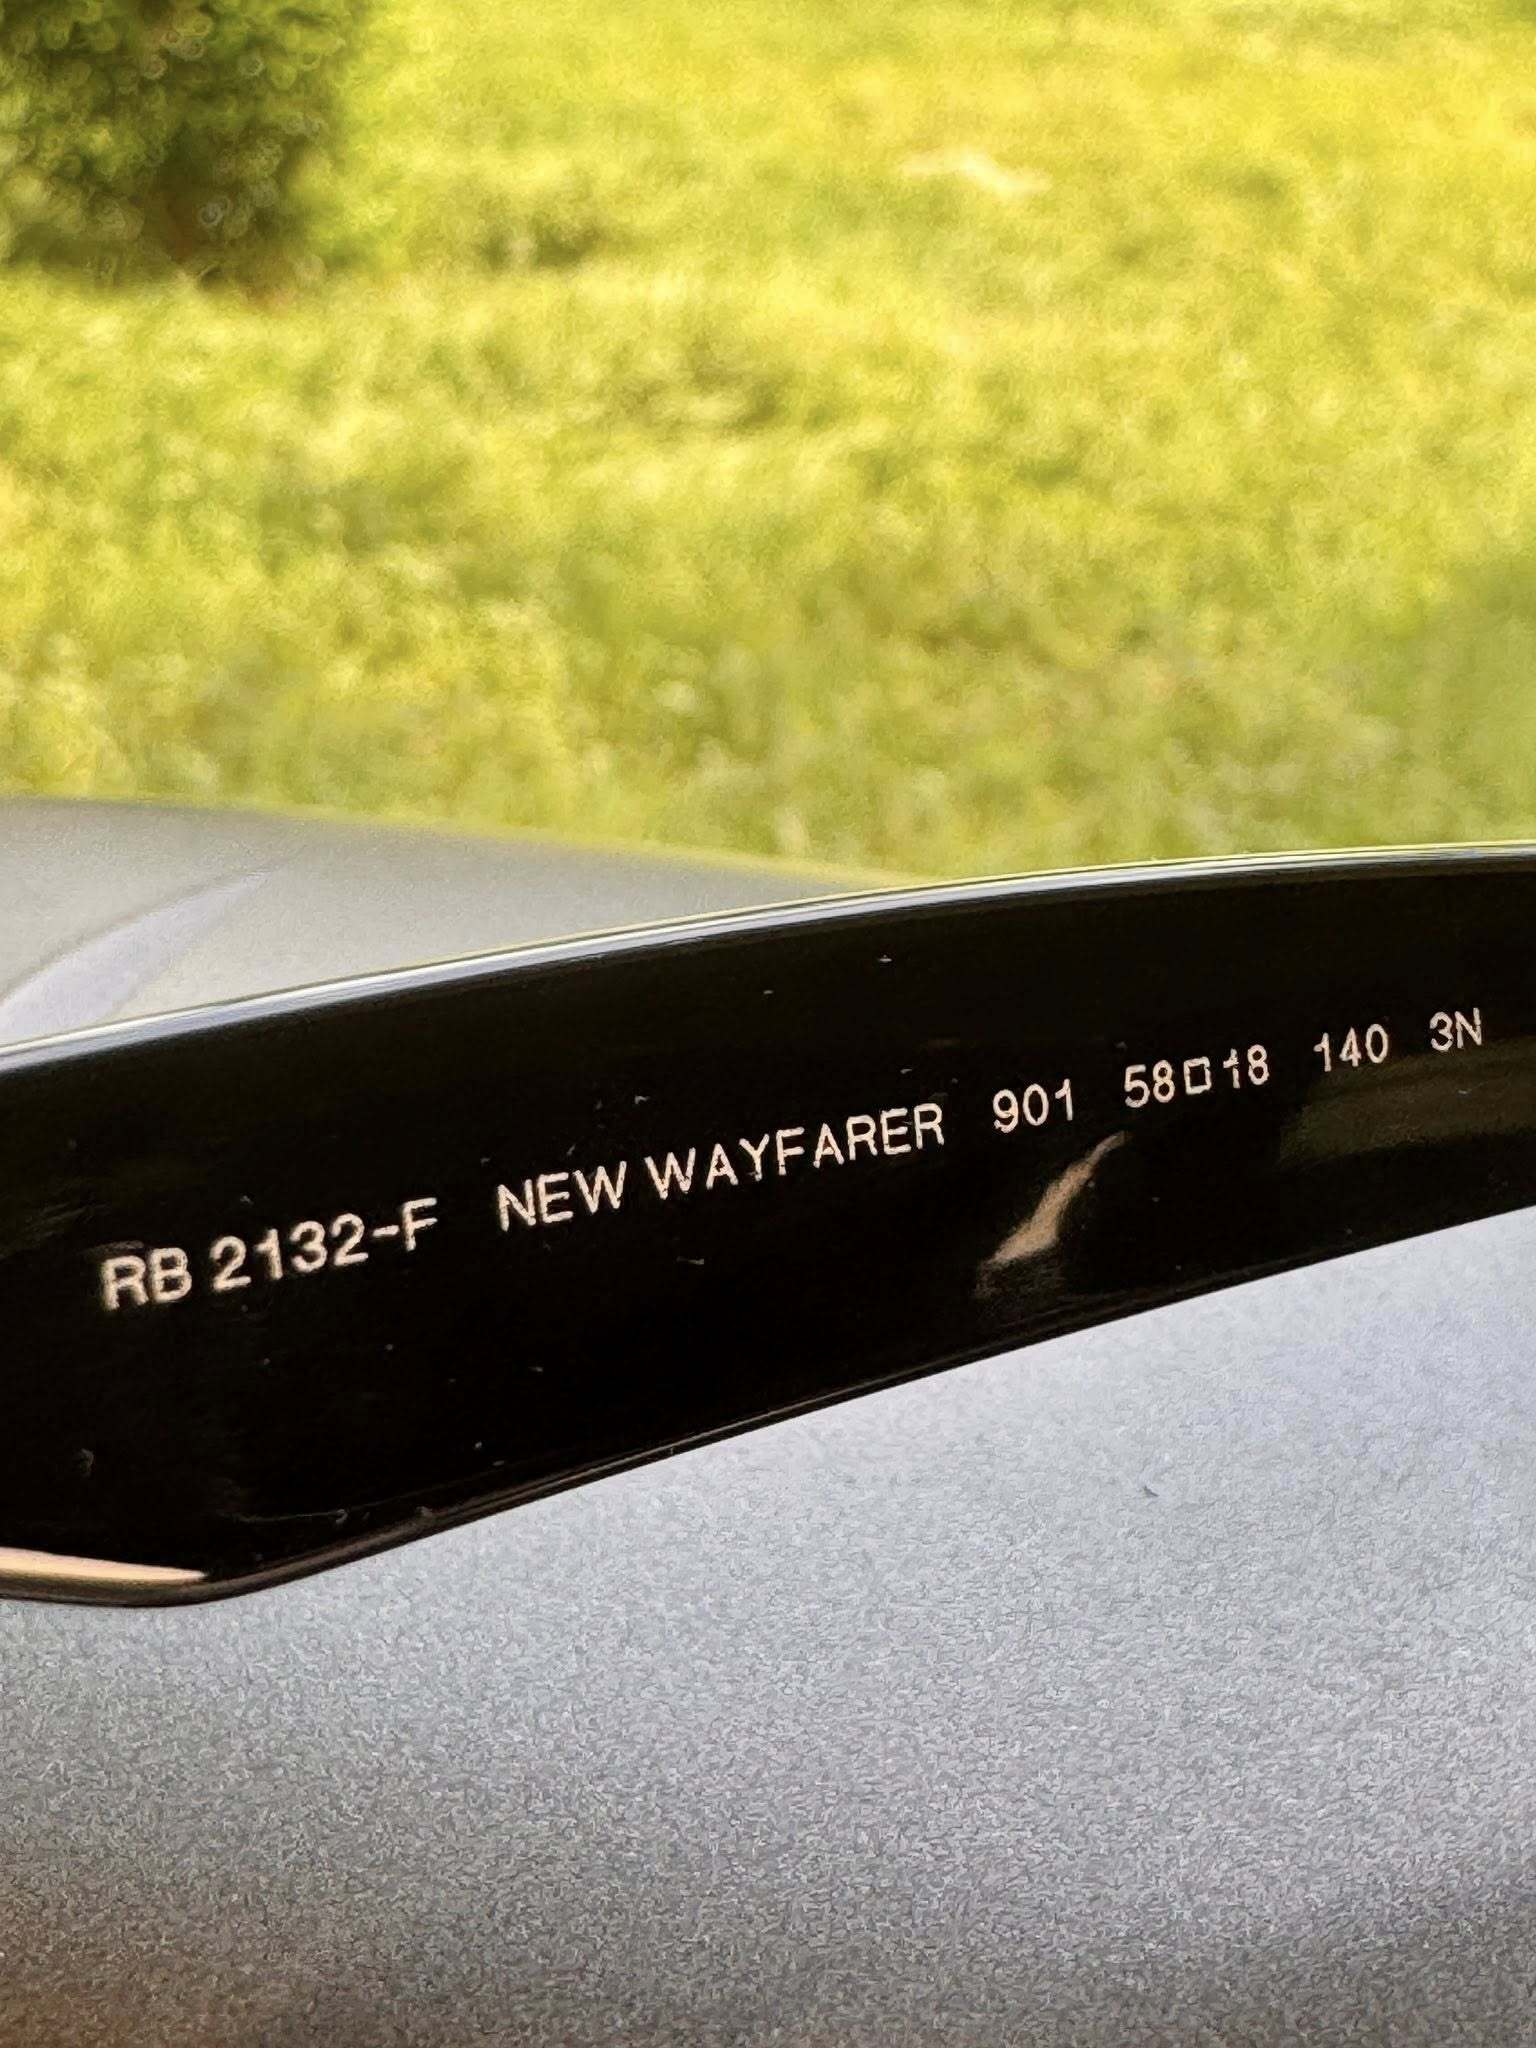 RB 2132-F NEW WAYFARER 901 58□18 140 3N